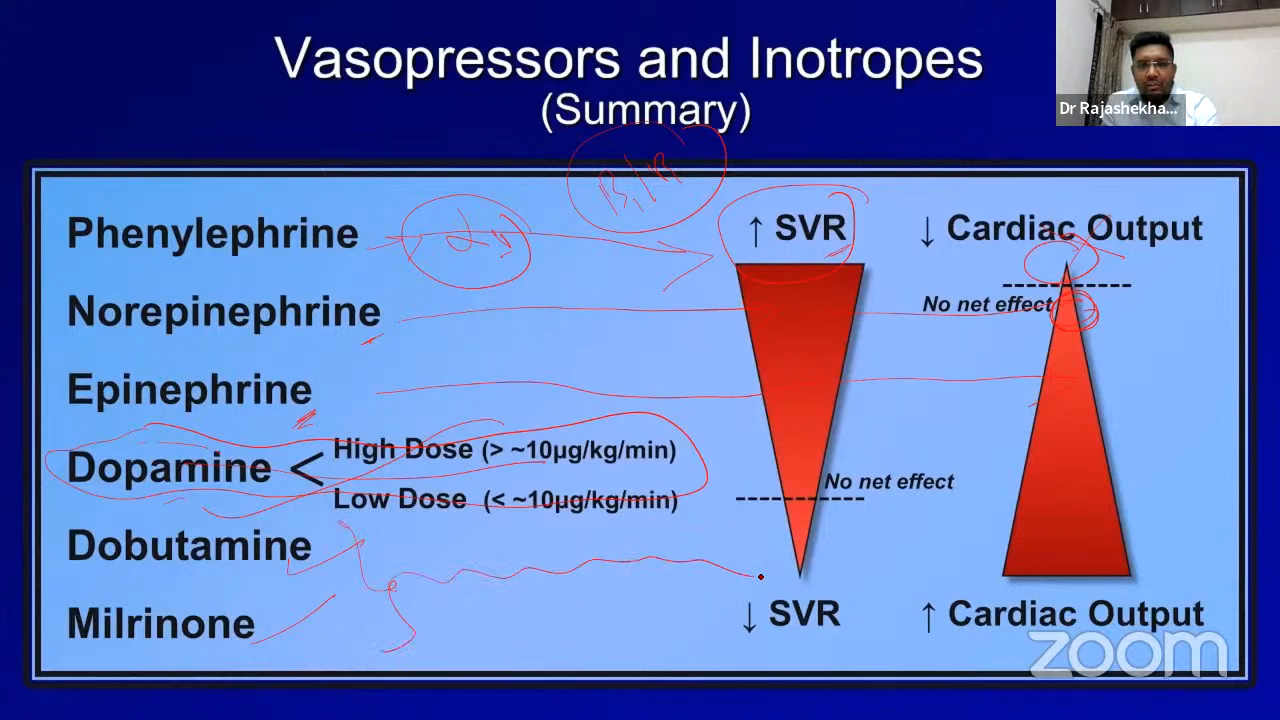 Vasopressors and Inotropes
(Summary)
Dr Rajashekha...
Phenylephrine
↑ SVR
↓ Cardiac Output
Norepinephrine
No net effect
Epinephrine
Dopamine < High Dose (> ~10µg/kg/min)
Low Dose (< ~10µg/kg/min)
No net effect
Dobutamine
Milrinone
↓ SVR
↑ Cardiac Output
zoom